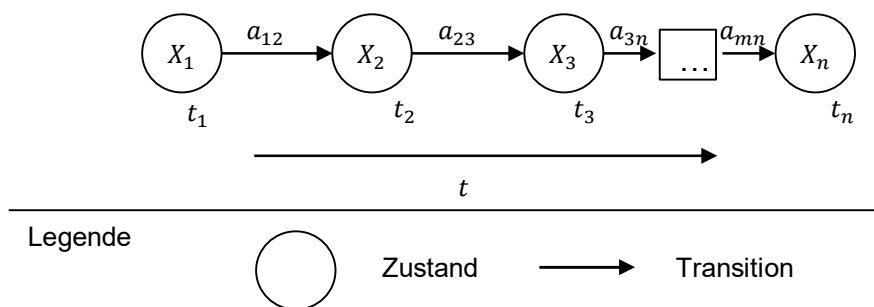 X₁ a₁₂ X₂ a₂₃ X₃ a₃ₙ … aₘₙ Xₙ
t₁ t₂ t₃ tₙ
t
Legende
Zustand Transition